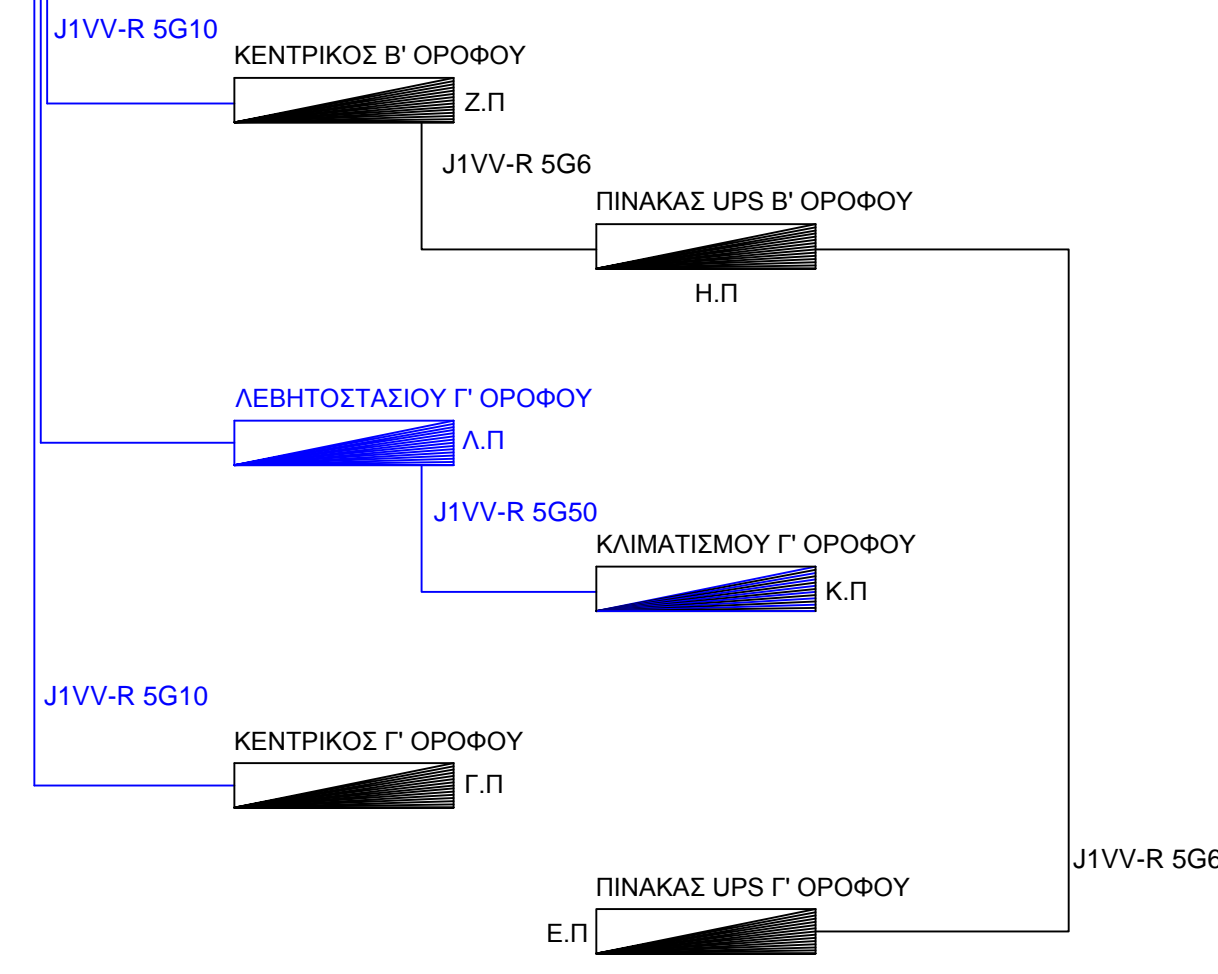 J1VV-R 5G10
ΚΕΝΤΡΙΚΟΣ Β' ΟΡΟΦΟΥ
Ζ.Π
J1VV-R 5G6
ΠΙΝΑΚΑΣ UPS Β' ΟΡΟΦΟΥ
Η.Π
ΛΕΒΗΤΟΣΤΑΣΙΟΥ Γ' ΟΡΟΦΟΥ
Λ.Π
J1VV-R 5G50
ΚΛΙΜΑΤΙΣΜΟΥ Γ' ΟΡΟΦΟΥ
Κ.Π
J1VV-R 5G10
ΚΕΝΤΡΙΚΟΣ Γ' ΟΡΟΦΟΥ
Γ.Π
J1VV-R 5G6
ΠΙΝΑΚΑΣ UPS Γ' ΟΡΟΦΟΥ
Ε.Π